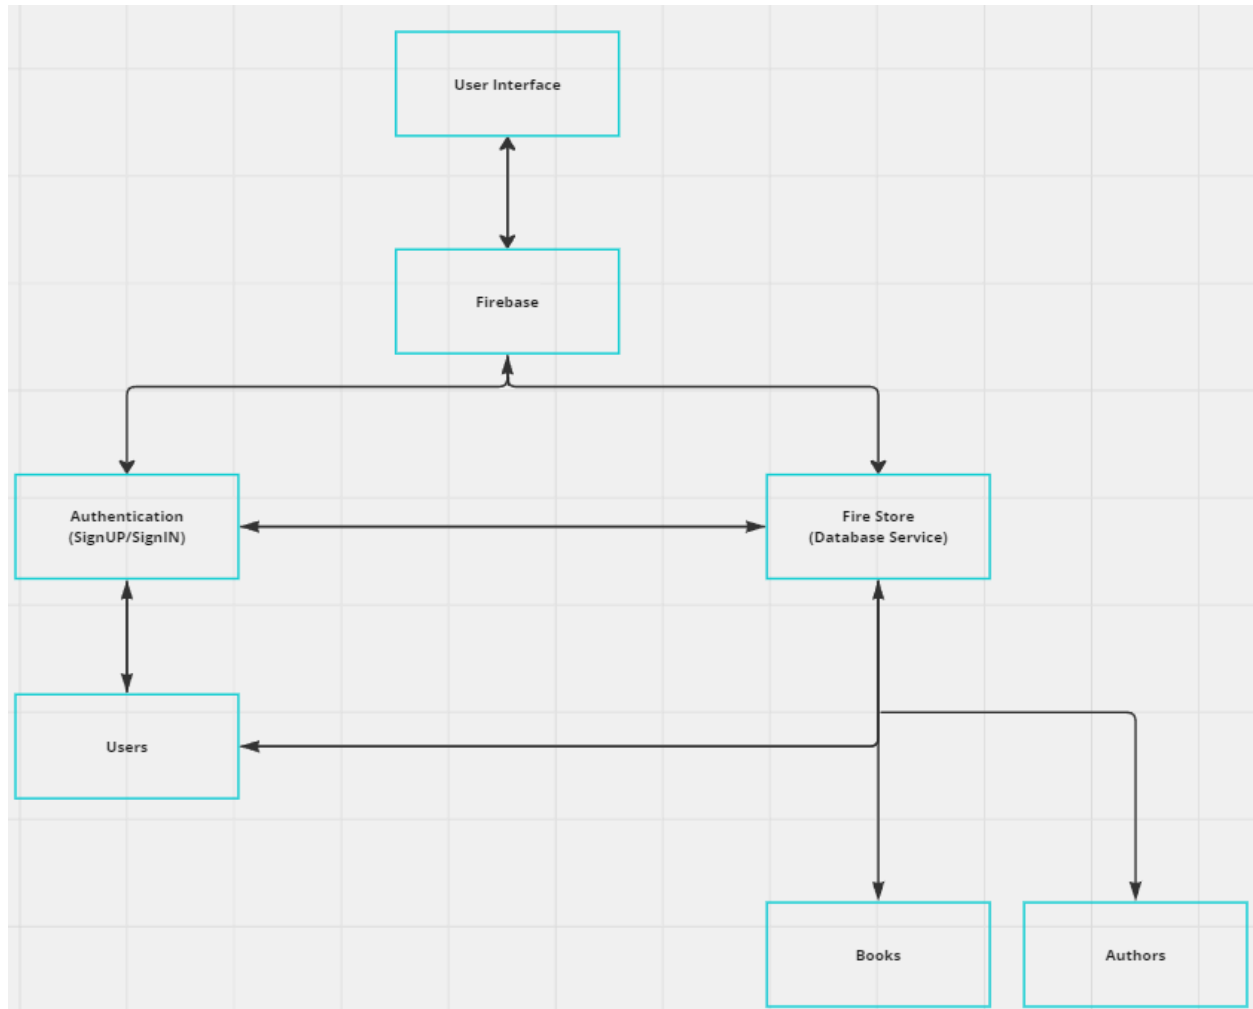 User Interface
Firebase
Authentication
(SignUP/SignIN)
Fire Store
(Database Service)
Users
Books
Authors